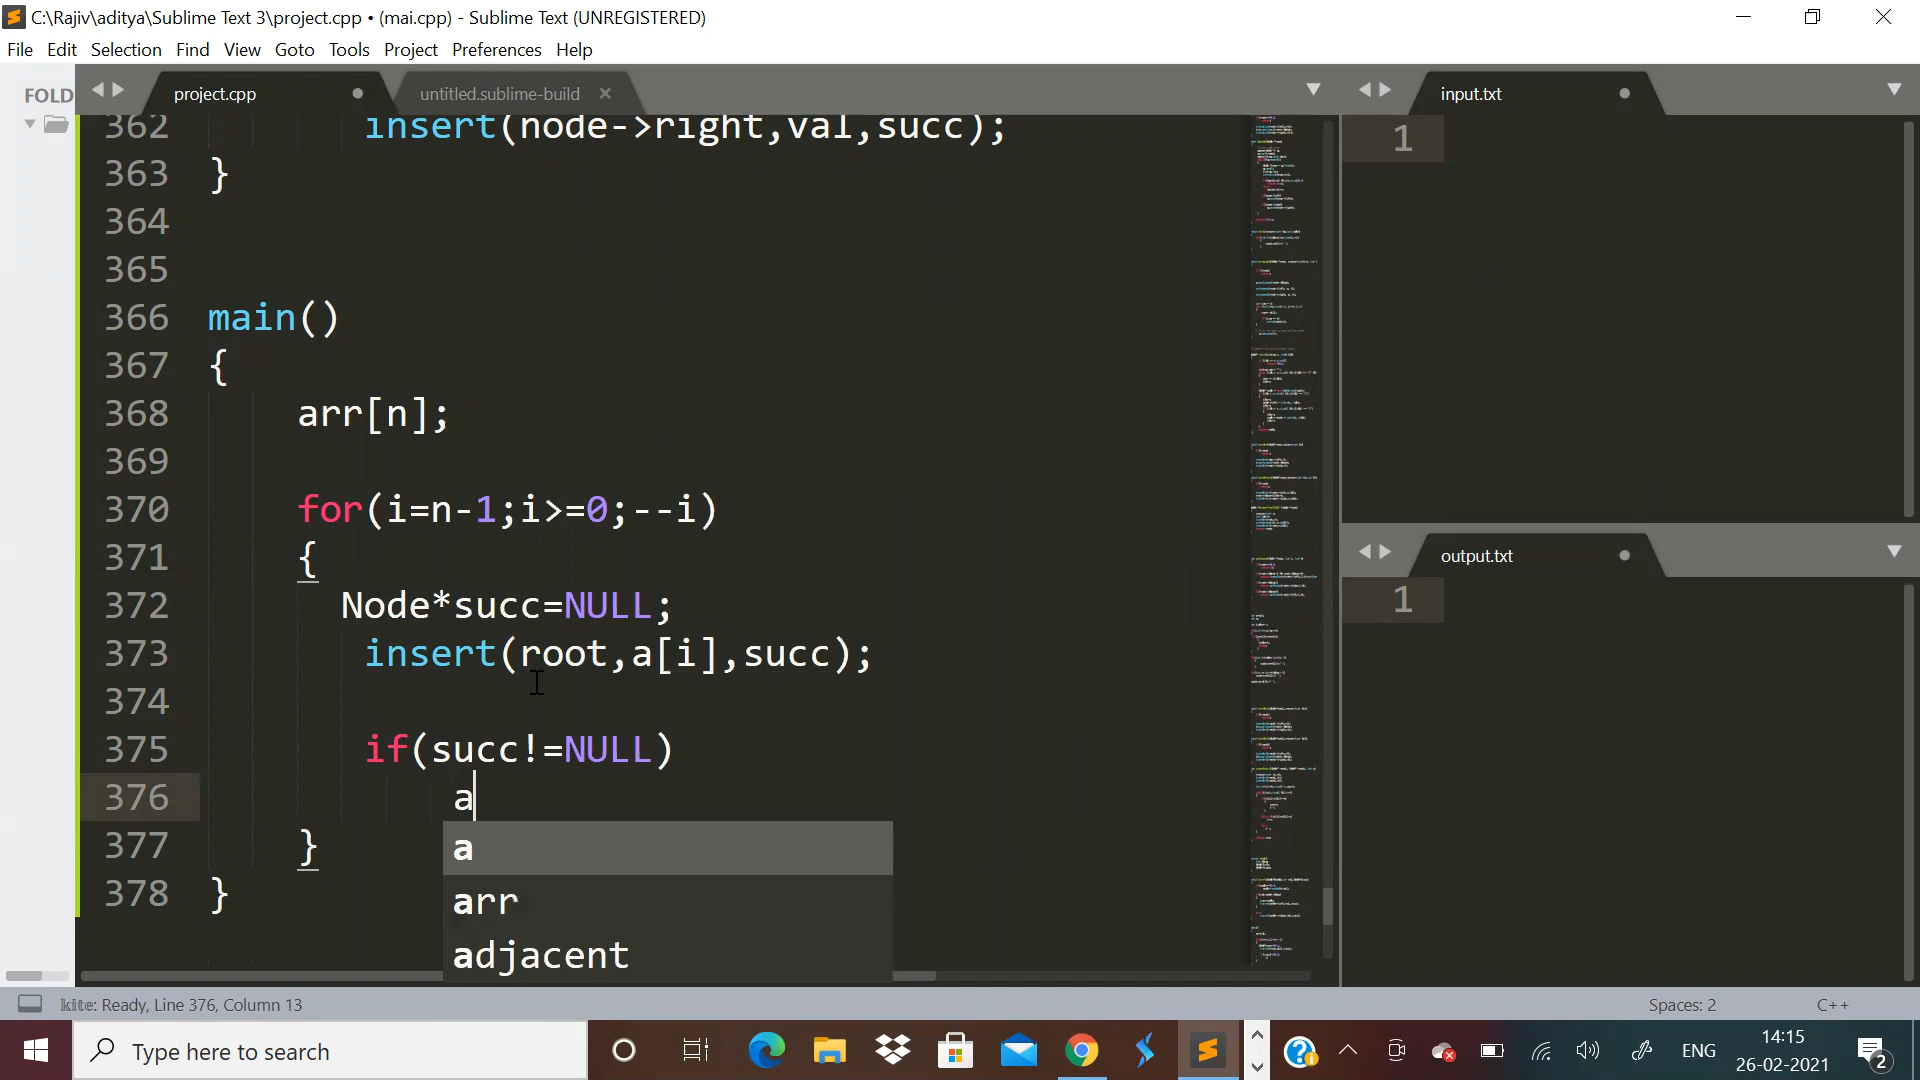 C:\Rajiv\aditya\Sublime Text 3\project.cpp • (mai.cpp) - Sublime Text (UNREGISTERED)
File Edit Selection Find View Goto Tools Project Preferences Help
FOLD
project.cpp
untitled.sublime-build
input.txt
362 insert(node->right,val,succ);
363 }
364
365
366 main()
367 {
368 arr[n];
369
370 for(i=n-1;i>=0;--i)
371 {
372 Node*succ=NULL;
373 insert(root,a[i],succ);
374
375 if(succ!=NULL)
376 a
377 }
378 }
a
arr
adjacent
1
output.txt
1
kite: Ready, Line 376, Column 13
Spaces: 2
C++
Type here to search
ENG
14:15
26-02-2021
2